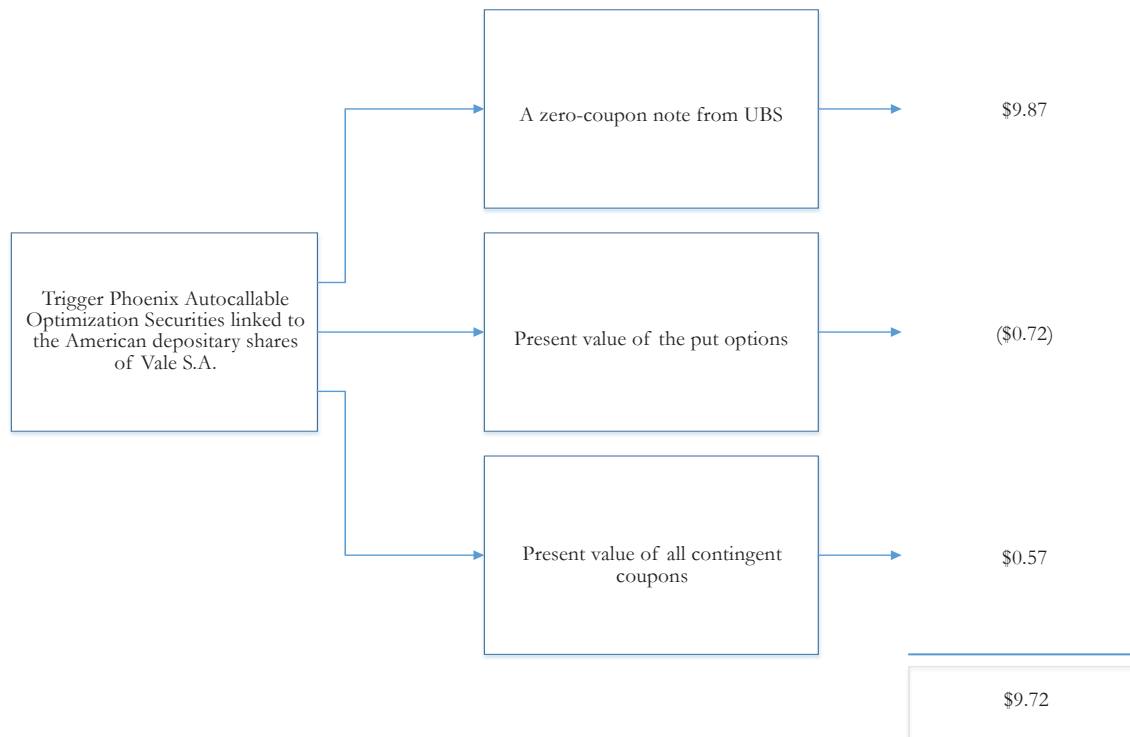 A zero-coupon note from UBS
$9.87
Trigger Phoenix Autocallable
Optimization Securities linked to
the American depositary shares
of Vale S.A.
Present value of the put options
($0.72)
Present value of all contingent
coupons
$0.57
$9.72